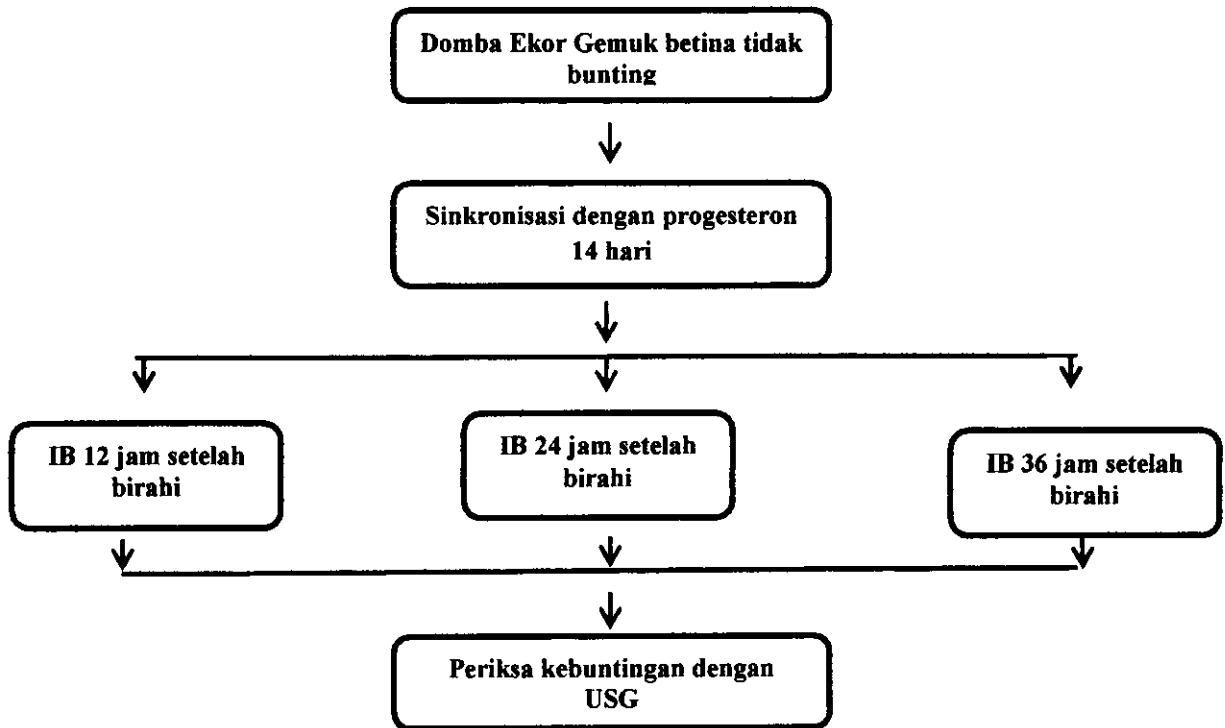 Domba Ekor Gemuk betina tidak
bunting
Sinkronisasi dengan progesteron
14 hari
IB 12 jam setelah
birahi
IB 24 jam setelah
birahi
IB 36 jam setelah
birahi
Periksa kebuntingan dengan
USG